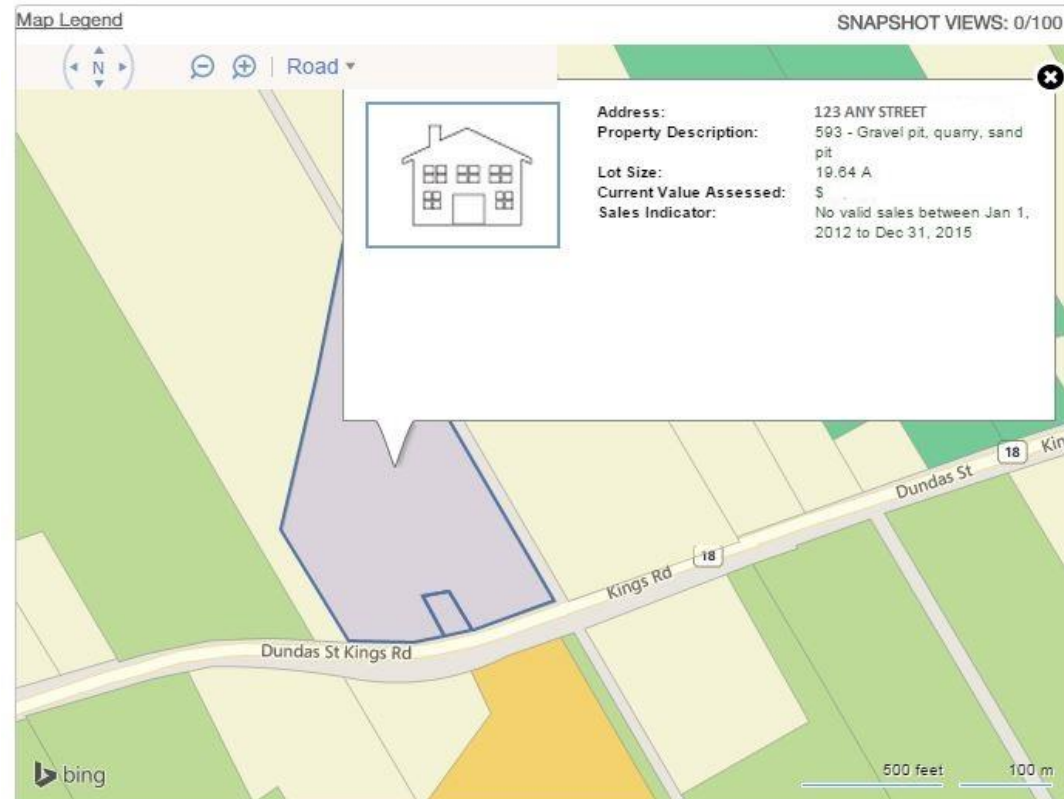 Map Legend
SNAPSHOT VIEWS: 0/100
N
Road
Address: 123 ANY STREET
Property Description: 593 - Gravel pit, quarry, sand
pit
Lot Size: 19.64 A
Current Value Assessed: $
Sales Indicator: No valid sales between Jan 1,
2012 to Dec 31, 2015
18
Kin
Dundas St
18
Kings Rd
Dundas St Kings Rd
bing
500 feet
100 m